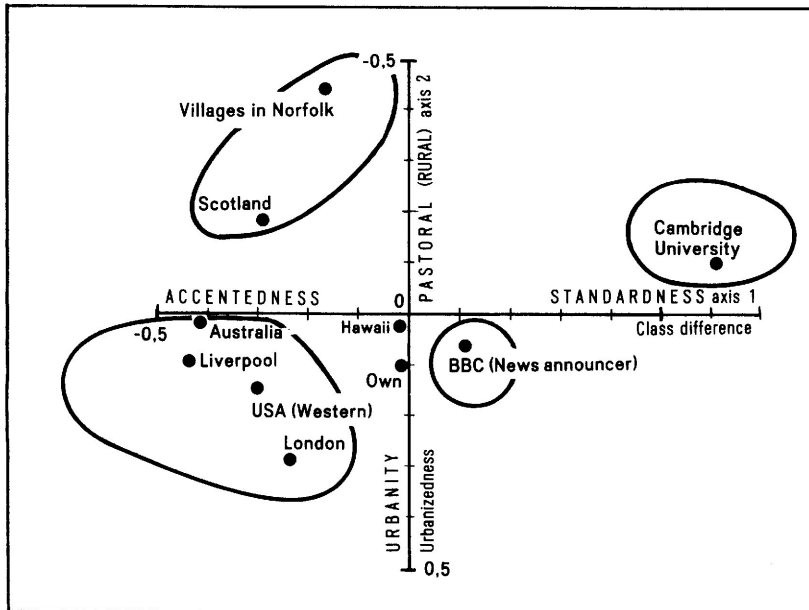 -0,5
Villages in Norfolk
PASTORAL (RURAL) axis 2
Scotland
Cambridge
University
ACCENTEDNESS
0
STANDARDNESS axis 1
-0.5
Australia
Hawaii
Class difference
Liverpool
BBC (News announcer)
Own
USA (Western)
London
URBANITY
Urbanizedness
0,5